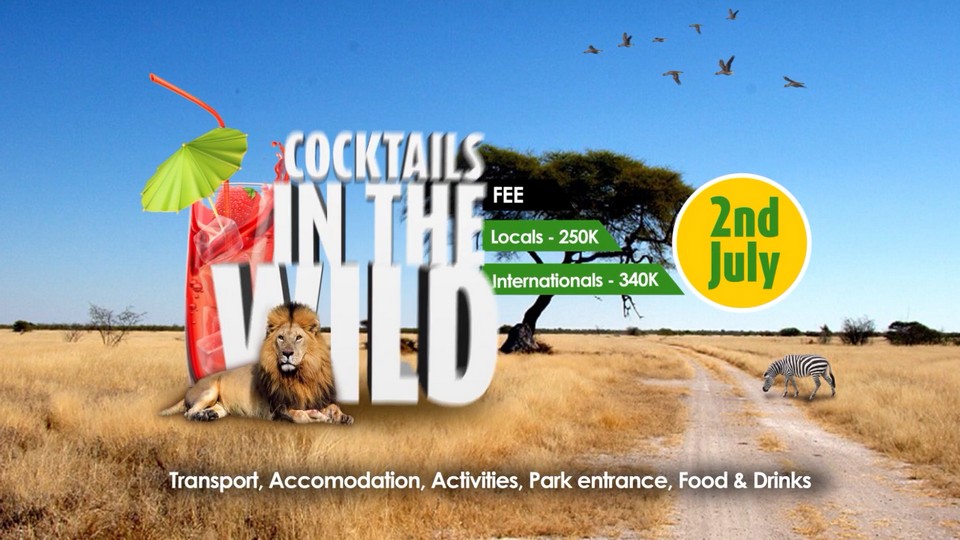 COCKTAILS
IN THE
WILD
FEE
Locals - 250K
Internationals - 340K
2nd
July
Transport, Accomodation, Activities, Park entrance, Food & Drinks